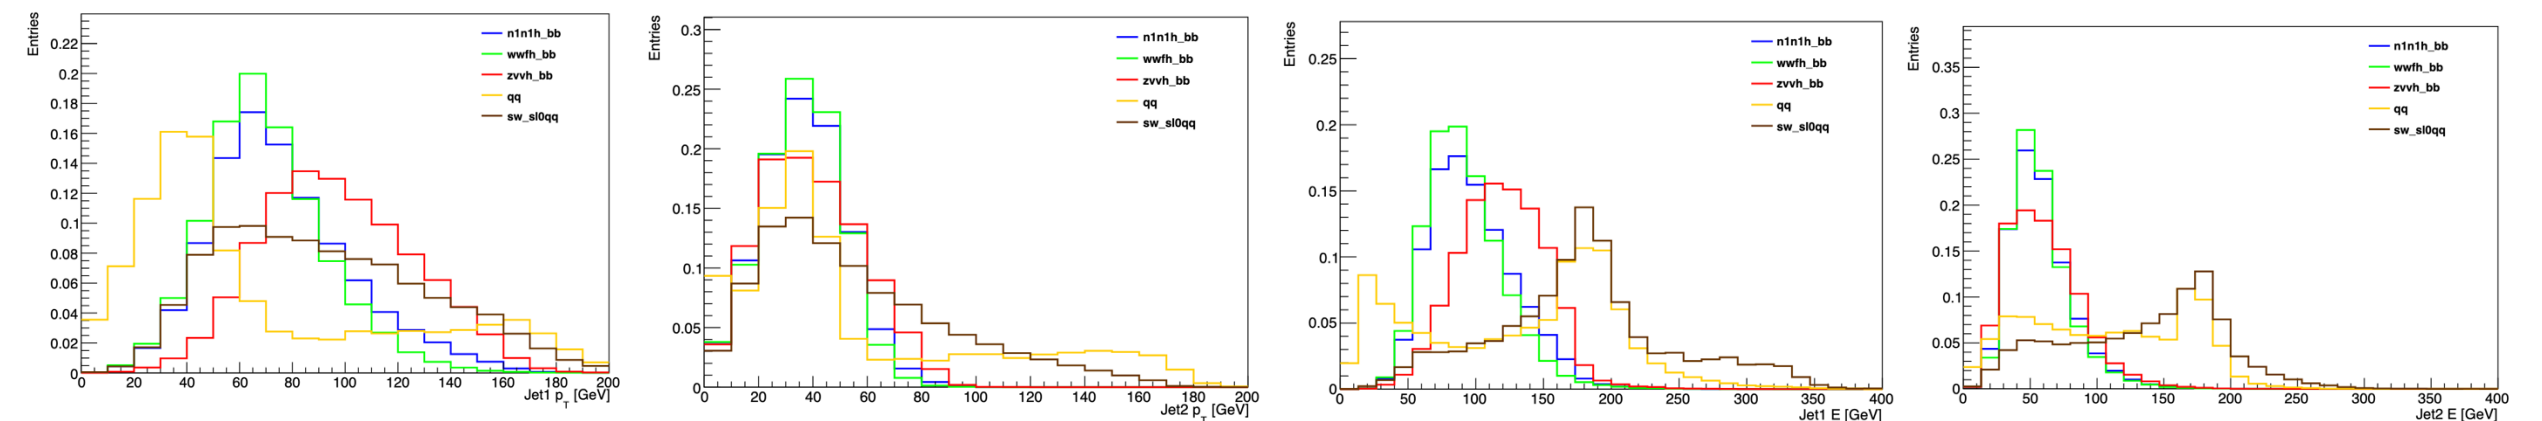 Entries
0.22
0.2
0.18
0.16
0.14
0.12
0.1
0.08
0.06
0.04
0.02
0
n1n1h_bb
wwfh_bb
zvvh_bb
qq
sw_sl0qq
0 20 40 60 80 100 120 140 160 180 200
Jet1 p_T [GeV]
Entries
0.3
0.25
0.2
0.15
0.1
0.05
0
n1n1h_bb
wwfh_bb
zvvh_bb
qq
sw_sl0qq
0 20 40 60 80 100 120 140 160 180 200
Jet2 p_T [GeV]
Entries
0.25
0.2
0.15
0.1
0.05
0
n1n1h_bb
wwfh_bb
zvvh_bb
qq
sw_sl0qq
0 50 100 150 200 250 300 350 400
Jet1 E [GeV]
Entries
0.35
0.3
0.25
0.2
0.15
0.1
0.05
0
n1n1h_bb
wwfh_bb
zvvh_bb
qq
sw_sl0qq
0 50 100 150 200 250 300 350 400
Jet2 E [GeV]